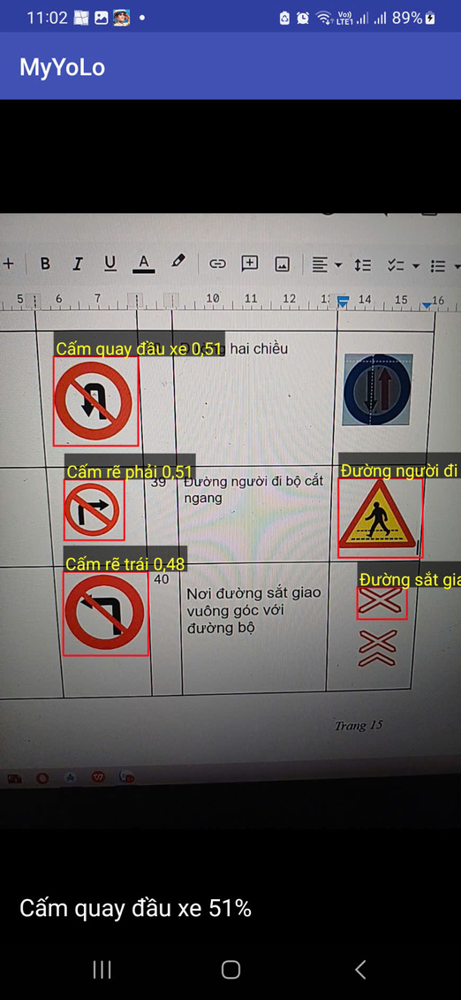 11:02
Vo))
LTE1
89%
MyYoLo
B I U A
5 6 7 10 11 12 13 14 15 16
Cấm quay đầu xe 0,51
hai chiều
Cấm rẽ phải 0,51
39
Đường người đi bộ cắt
ngang
Đường người đi
Cấm rẽ trái 0,48
40
Nơi đường sắt giao
vuông góc với
đường bộ
Đường sắt gia
Trang 15
Cấm quay đầu xe 51%